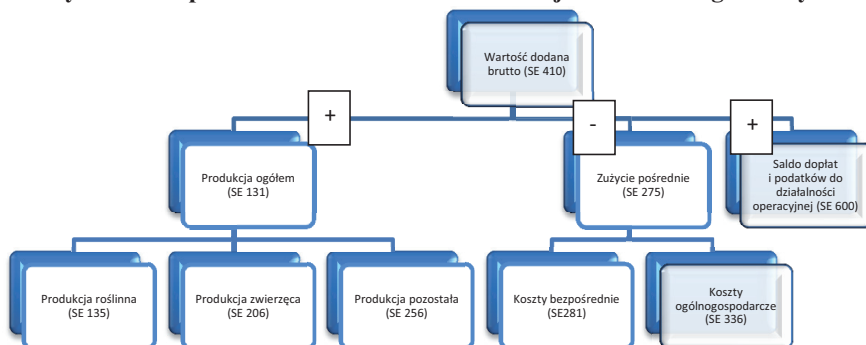 Wartość dodana
brutto (SE 410)
+
-
+
Produkcja ogółem
(SE 131)
Zużycie pośrednie
(SE 275)
Saldo dopłat
i podatków do
działalności
operacyjnej (SE 600)
Produkcja roślinna
(SE 135)
Produkcja zwierzęca
(SE 206)
Produkcja pozostała
(SE 256)
Koszty bezpośrednie
(SE281)
Koszty
ogólnogospodarcze
(SE 336)